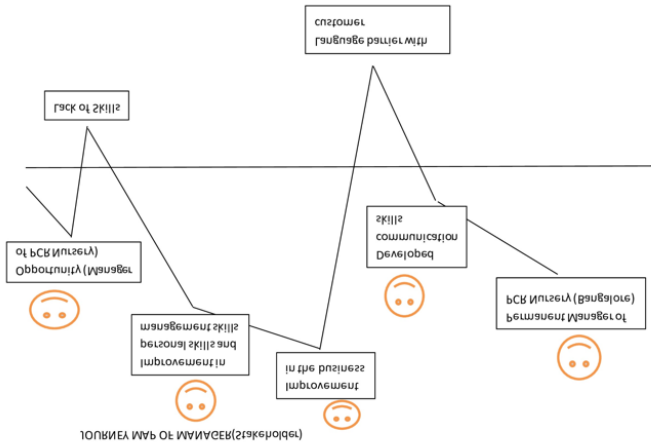 JOURNEY MAP OF MANAGER(Stakeholder)
Improvement
in the business
Improvement in
personal skills and
management skills
Permanent Manager of
PCR Nursery (Bangalore)
Opportunity (Manager
of PCR Nursery)
Developed
communication
skills
Lack of Skills
Language barrier with
customer